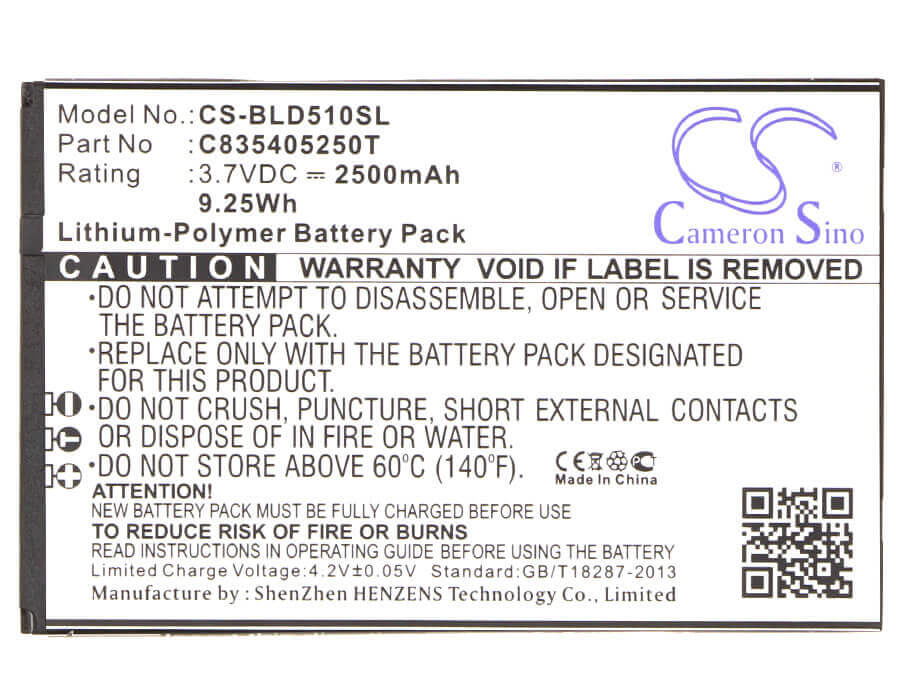 Model No.: CS-BLD510SL
Part No : C835405250T
Rating : 3.7VDC ⎓ 2500mAh
9.25Wh
Lithium-Polymer Battery Pack
CS
®
Cameron Sino
CAUTION WARRANTY VOID IF LABEL IS REMOVED
•DO NOT ATTEMPT TO DISASSEMBLE, OPEN OR SERVICE
THE BATTERY PACK.
•REPLACE ONLY WITH THE BATTERY PACK DESIGNATED
FOR THIS PRODUCT.
•DO NOT CRUSH, PUNCTURE, SHORT EXTERNAL CONTACTS
OR DISPOSE OF IN FIRE OR WATER.
•DO NOT STORE ABOVE 60°C (140°F).
CE
Made In China
ATTENTION!
NEW BATTERY PACK MUST BE FULLY CHARGED BEFORE USE
TO REDUCE RISK OF FIRE OR BURNS
READ INSTRUCTIONS IN OPERATING GUIDE BEFORE USING THE BATTERY
Limited Charge Voltage:4.2V±0.05V Standard:GB/T18287-2013
Manufacture by : ShenZhen HENZENS Technology Co., Limited